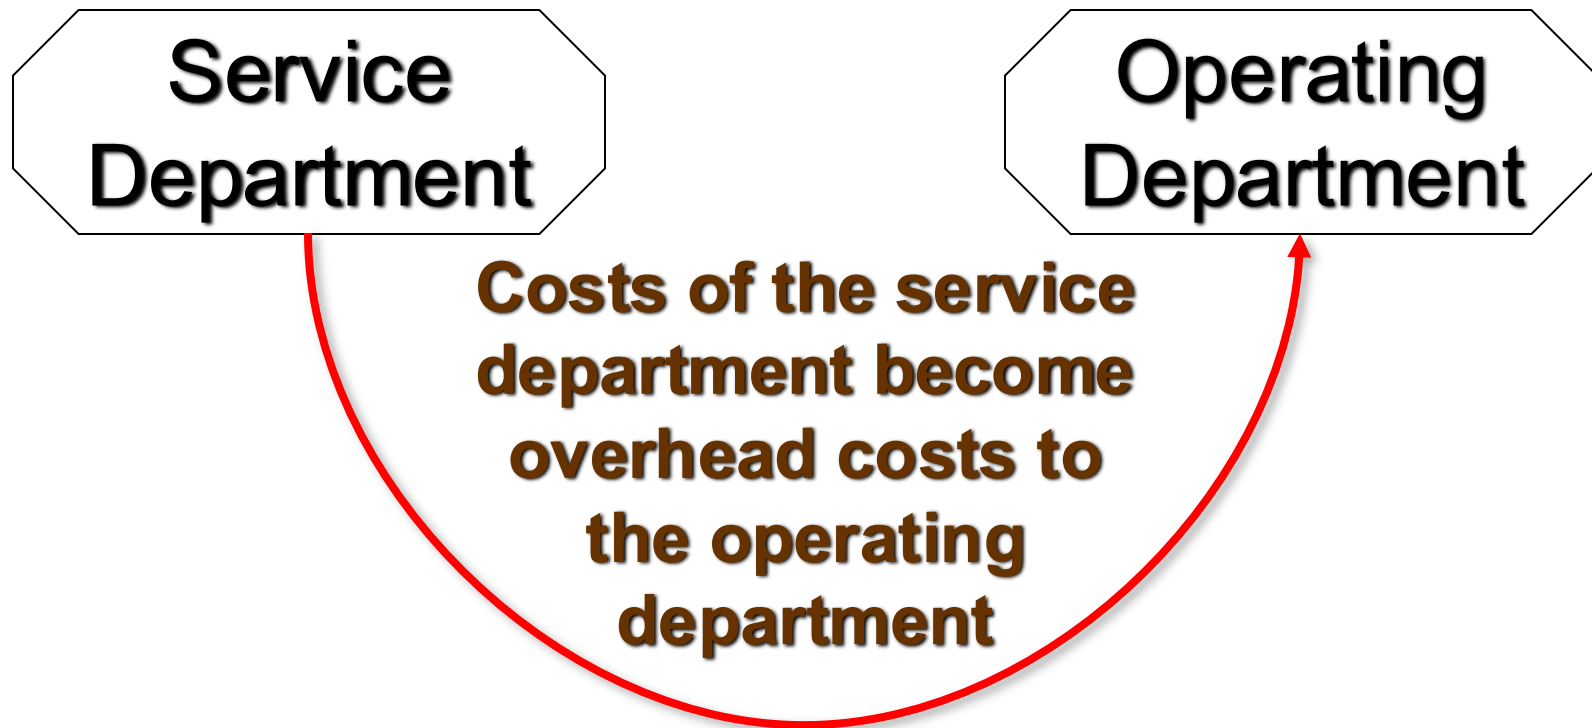 Service
Department
Operating
Department
Costs of the service
department become
overhead costs to
the operating
department